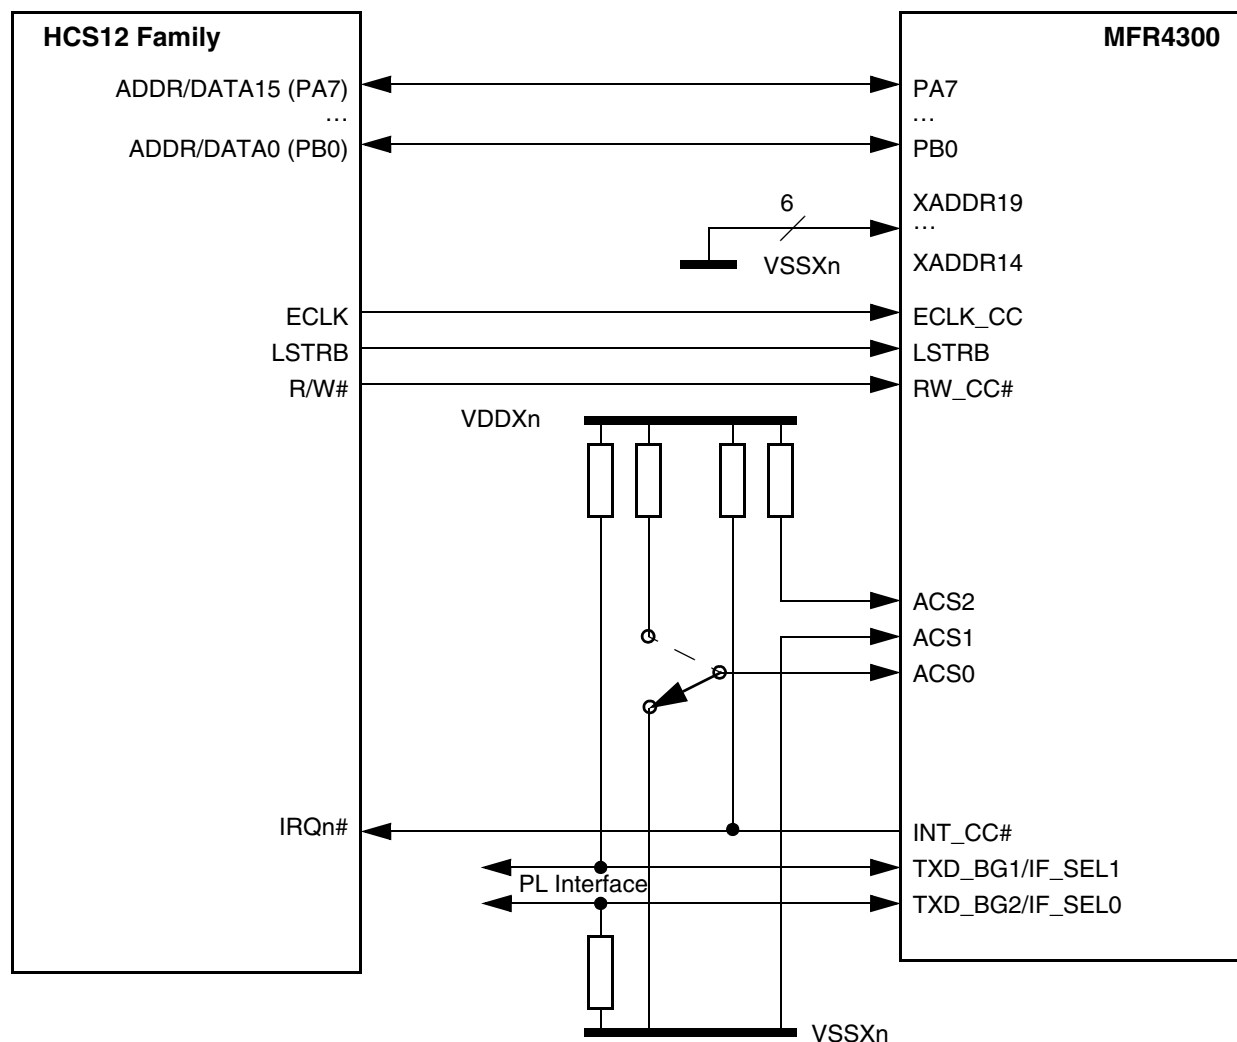 HCS12 Family
MFR4300
ADDR/DATA15 (PA7)
PA7
...
...
ADDR/DATA0 (PB0)
PB0
6
XADDR19
...
VSSXn
XADDR14
ECLK
ECLK_CC
LSTRB
LSTRB
R/W#
RW_CC#
VDDXn
ACS2
ACS1
ACS0
IRQn#
INT_CC#
TXD_BG1/IF_SEL1
PL Interface
TXD_BG2/IF_SEL0
VSSXn